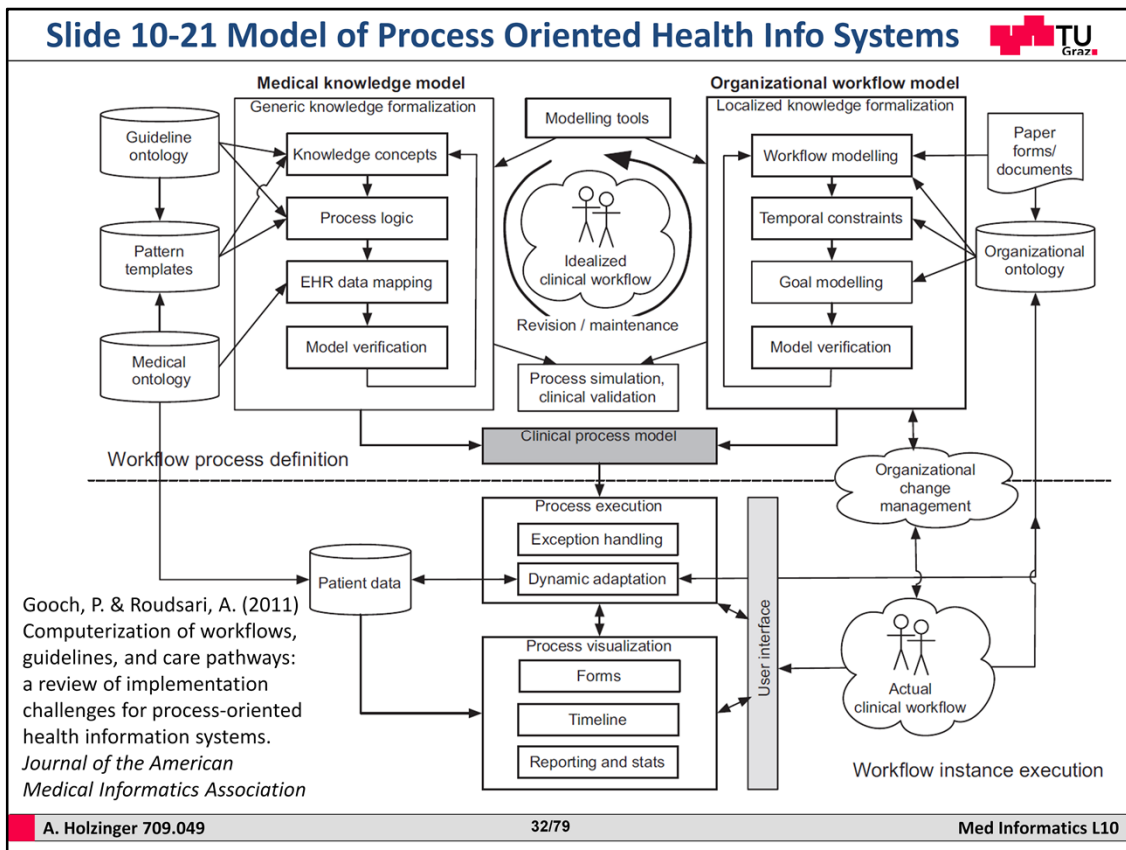 Slide 10-21 Model of Process Oriented Health Info Systems
TU
Graz
Medical knowledge model
Generic knowledge formalization
Organizational workflow model
Localized knowledge formalization
Modelling tools
Guideline
ontology
Pattern
templates
Medical
ontology
Knowledge concepts
Process logic
EHR data mapping
Model verification
Idealized
clinical workflow
Revision / maintenance
Process simulation,
clinical validation
Workflow modelling
Temporal constraints
Goal modelling
Model verification
Paper
forms/
documents
Organizational
ontology
Clinical process model
Workflow process definition
Organizational
change
management
Process execution
Exception handling
Dynamic adaptation
Patient data
Process visualization
Forms
Timeline
Reporting and stats
User interface
Actual
clinical workflow
Workflow instance execution
Gooch, P. & Roudsari, A. (2011)
Computerization of workflows,
guidelines, and care pathways:
a review of implementation
challenges for process-oriented
health information systems.
Journal of the American
Medical Informatics Association
A. Holzinger 709.049
32/79
Med Informatics L10